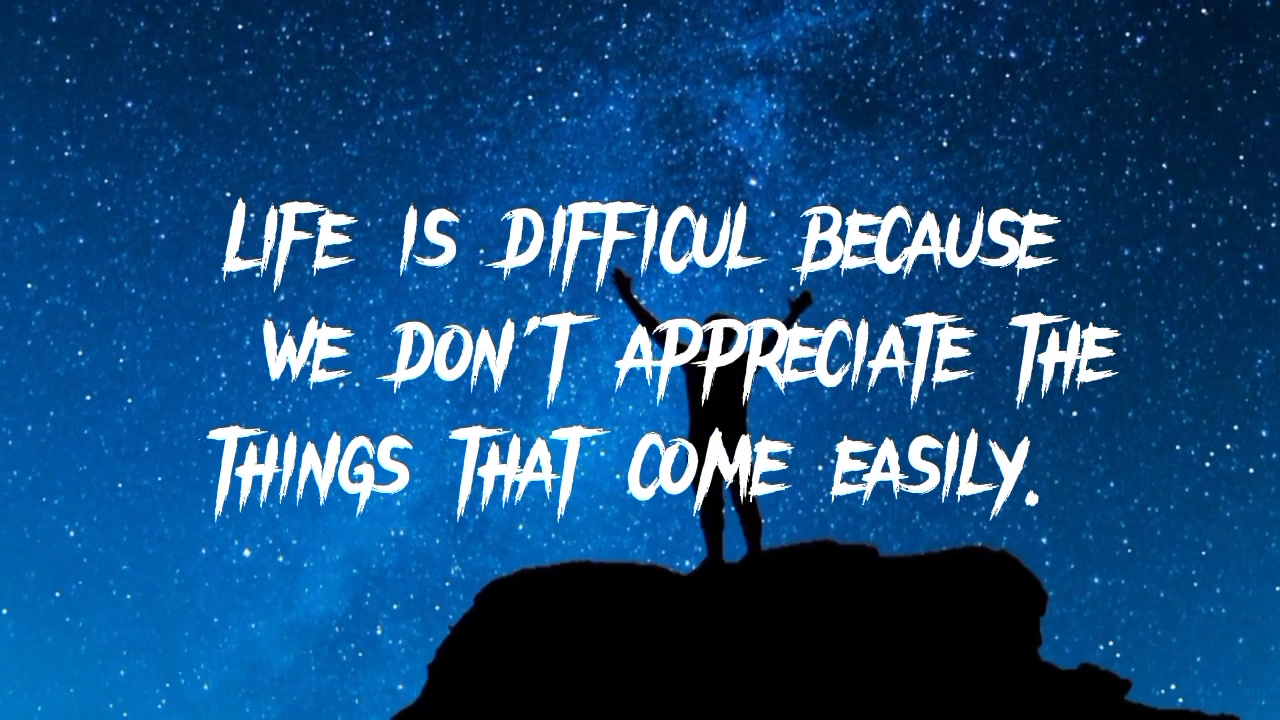 LIFE IS DIFFICUL BECAUSE
WE DON'T APPRECIATE THE
THINGS THAT COME EASILY.